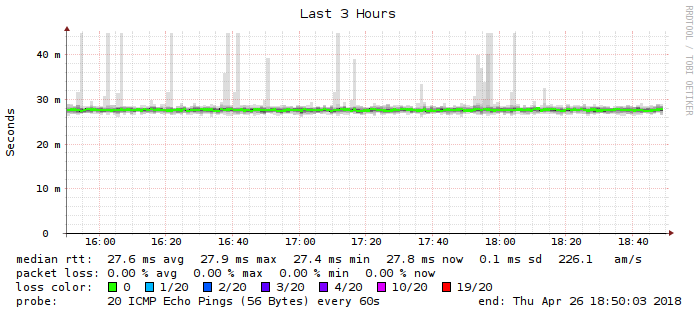 Last 3 Hours
RRDTOOL / TOBI OETIKER
Seconds
40 m
30 m
20 m
10 m
0
16:00 16:20 16:40 17:00 17:20 17:40 18:00 18:20 18:40
median rtt: 27.6 ms avg 27.9 ms max 27.4 ms min 27.8 ms now 0.1 ms sd 226.1 am/s
packet loss: 0.00 % avg 0.00 % max 0.00 % min 0.00 % now
loss color: 0 1/20 2/20 3/20 4/20 10/20 19/20
probe: 20 ICMP Echo Pings (56 Bytes) every 60s end: Thu Apr 26 18:50:03 2018